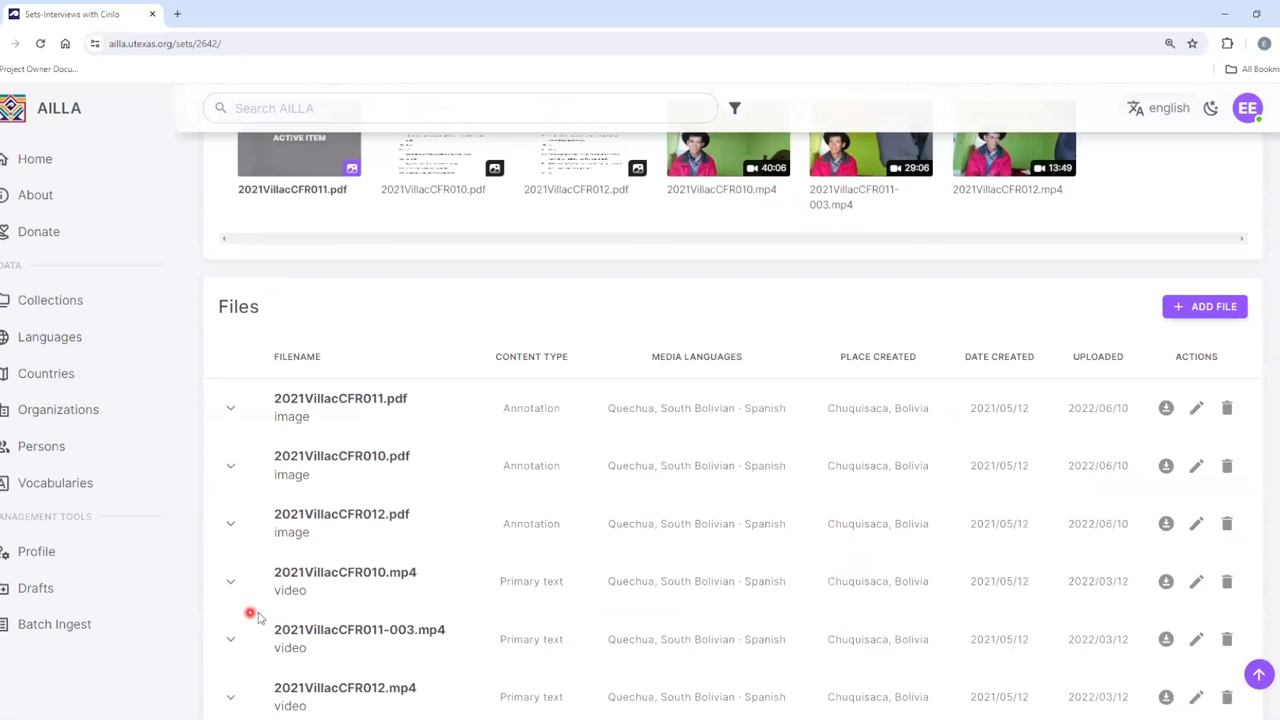 Sets-Interviews with Cirilo
ailla.utexas.org/sets/2642/
Project Owner Docu...
All Bookm
AILLA
Search AILLA
english
EE
Home
About
Donate
DATA
Collections
Languages
Countries
Organizations
Persons
Vocabularies
MANAGEMENT TOOLS
Profile
Drafts
Batch Ingest
ACTIVE ITEM
40:06
29:06
13:49
2021VillacCFR011.pdf
2021VillacCFR010.pdf
2021VillacCFR012.pdf
2021VillacCFR010.mp4
2021VillacCFR011-
003.mp4
2021VillacCFR012.mp4
Files
ADD FILE
FILENAME CONTENT TYPE MEDIA LANGUAGES PLACE CREATED DATE CREATED UPLOADED ACTIONS
2021VillacCFR011.pdf
image
Annotation Quechua, South Bolivian · Spanish Chuquisaca, Bolivia 2021/05/12 2022/06/10
2021VillacCFR010.pdf
image
Annotation Quechua, South Bolivian · Spanish Chuquisaca, Bolivia 2021/05/12 2022/06/10
2021VillacCFR012.pdf
image
Annotation Quechua, South Bolivian · Spanish Chuquisaca, Bolivia 2021/05/12 2022/06/10
2021VillacCFR010.mp4
video
Primary text Quechua, South Bolivian · Spanish Chuquisaca, Bolivia 2021/05/12 2022/03/12
2021VillacCFR011-003.mp4
video
Primary text Quechua, South Bolivian · Spanish Chuquisaca, Bolivia 2021/05/12 2022/03/12
2021VillacCFR012.mp4
video
Primary text Quechua, South Bolivian · Spanish Chuquisaca, Bolivia 2021/05/12 2022/03/12